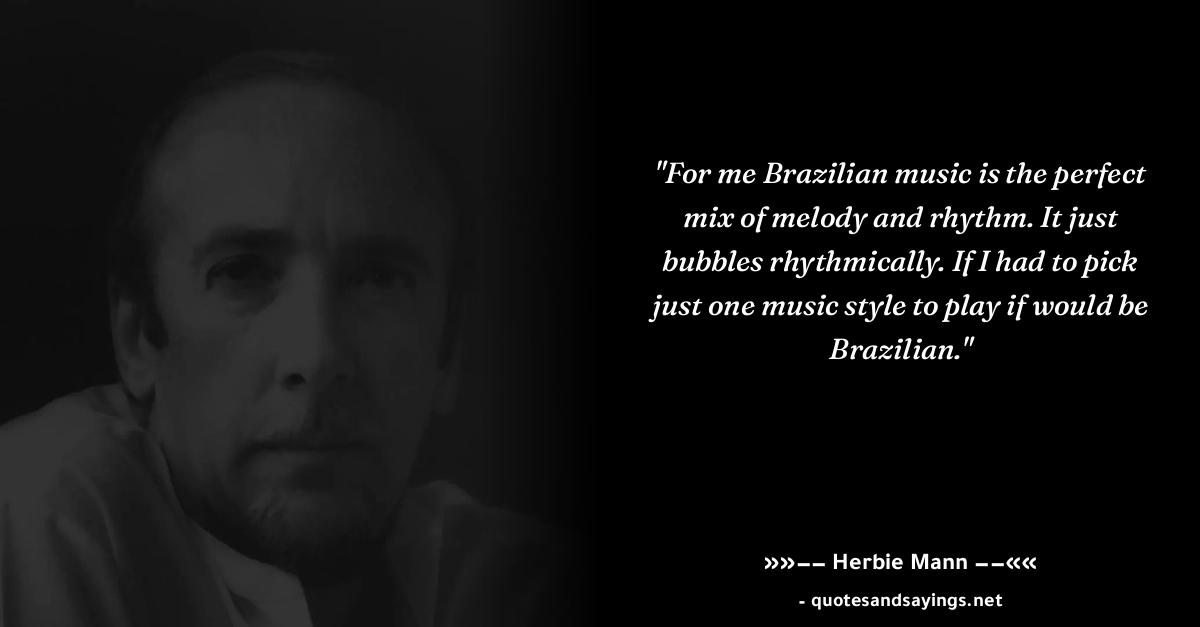 "For me Brazilian music is the perfect
mix of melody and rhythm. It just
bubbles rhythmically. If I had to pick
just one music style to play if would be
Brazilian."
»»−− Herbie Mann −−««
- quotesandsayings.net